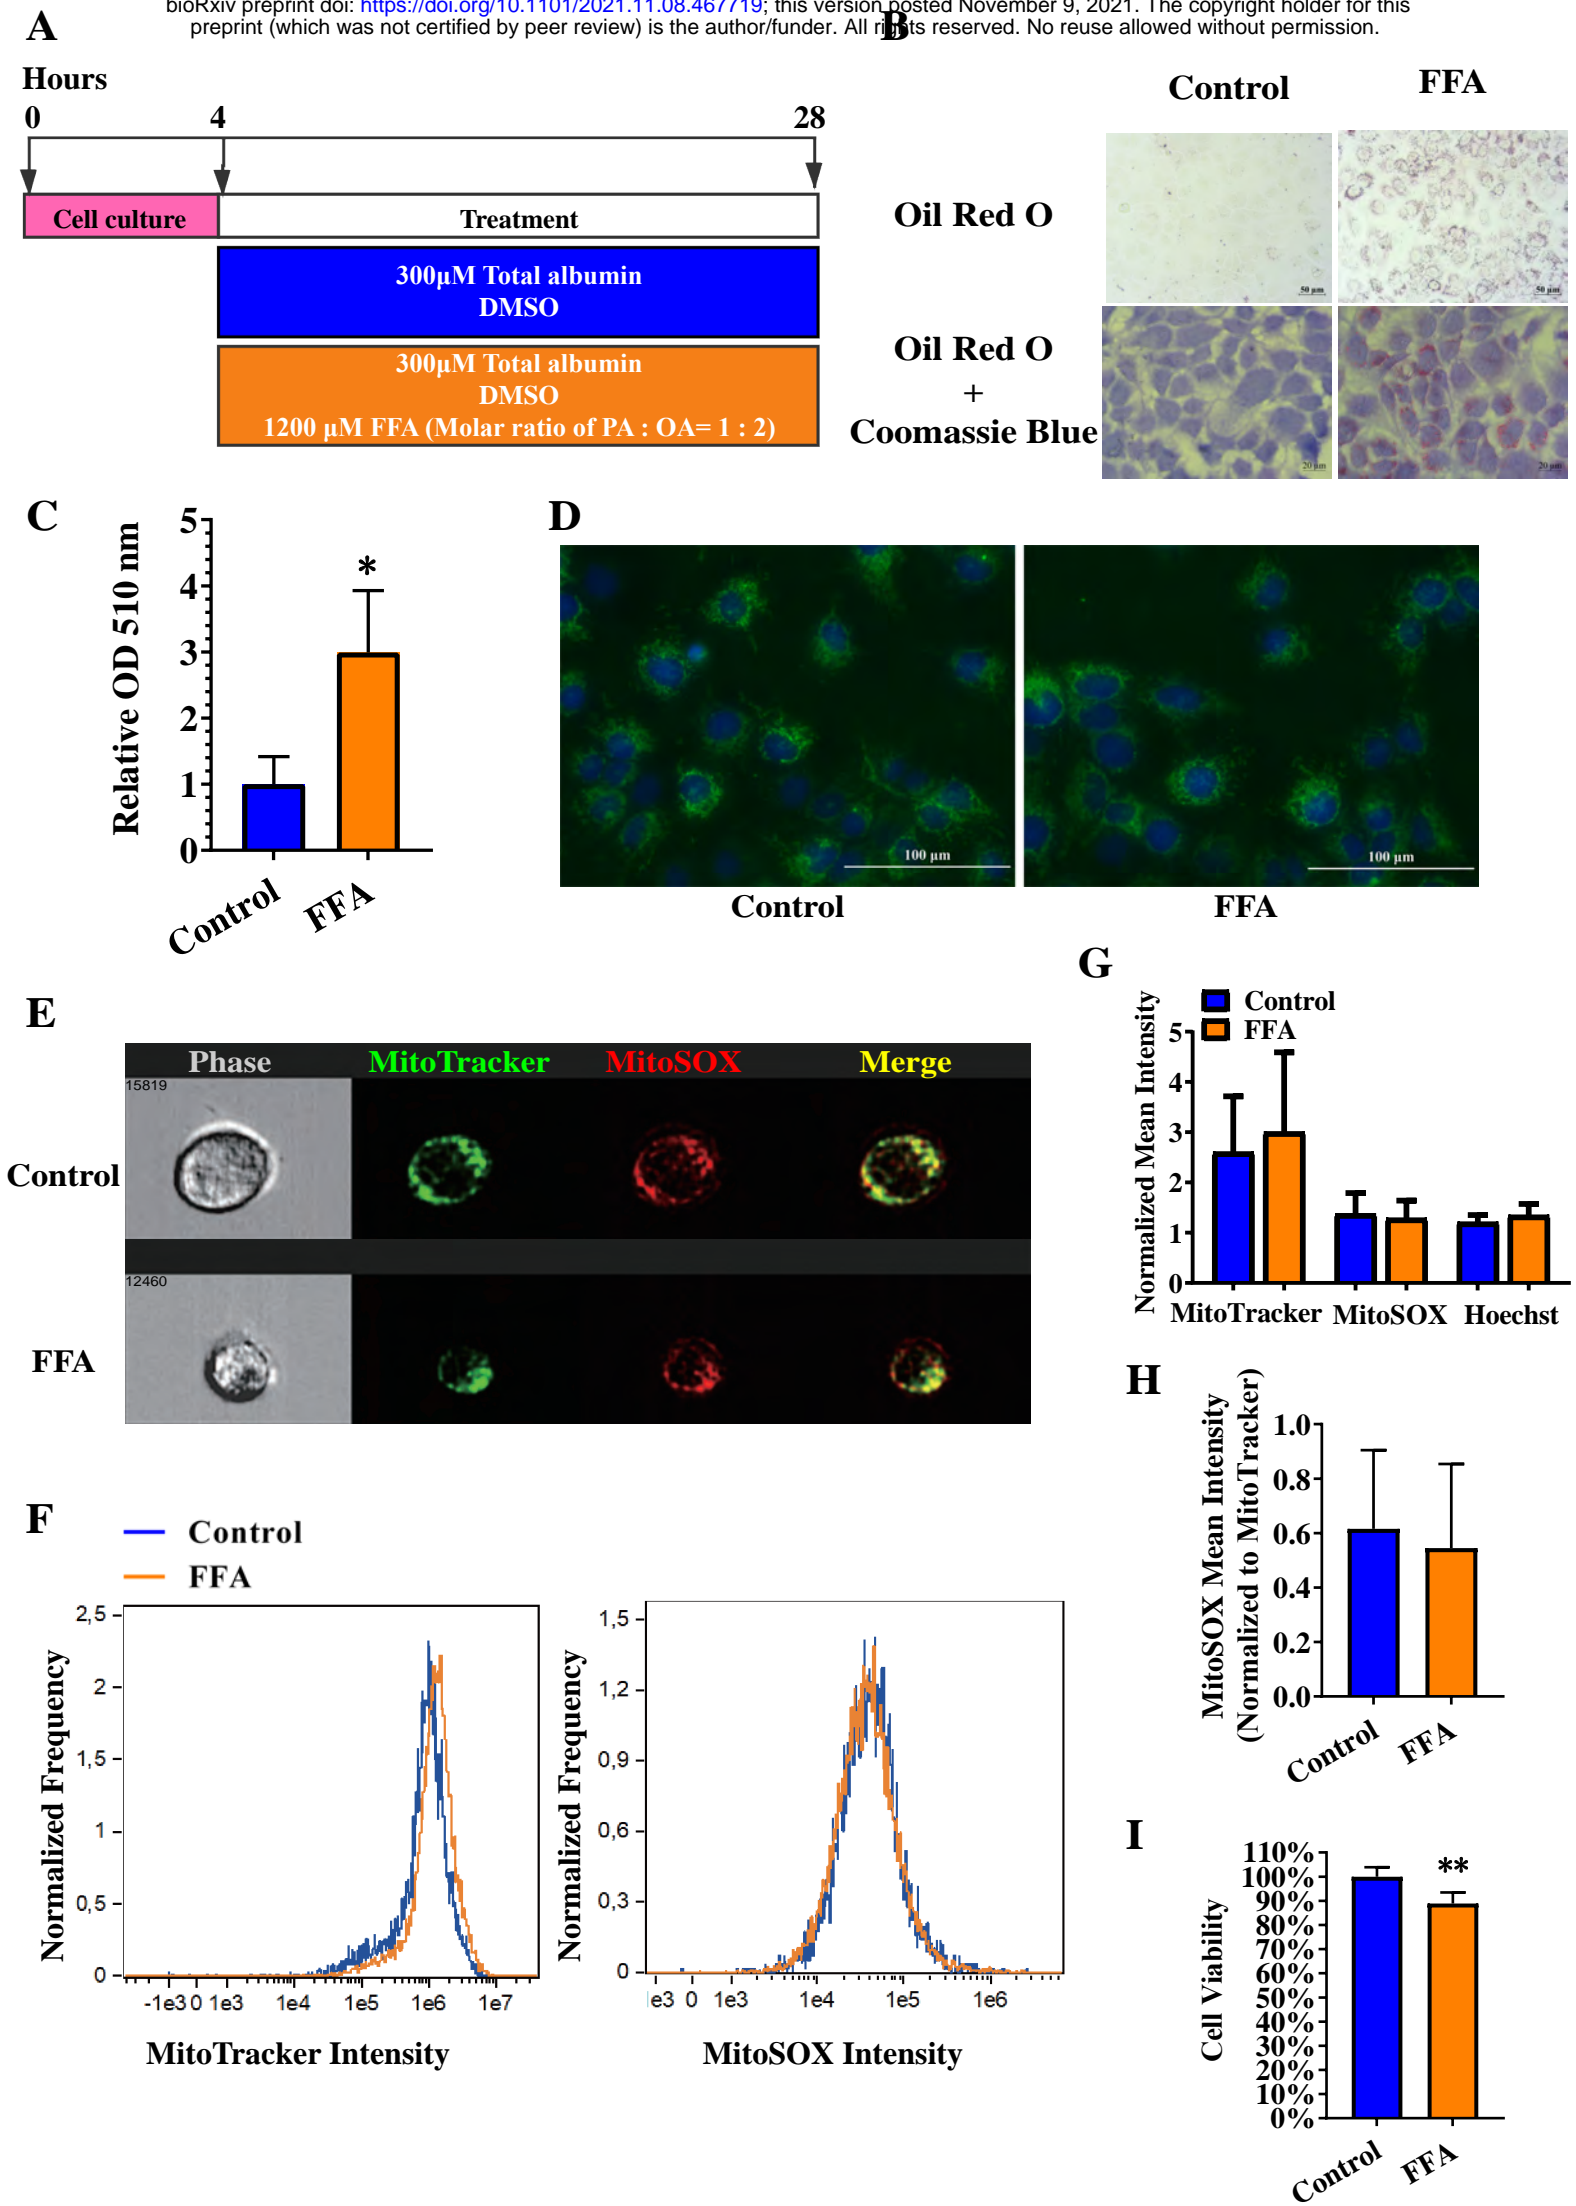 bioRxiv preprint doi: https://doi.org/10.1101/2021.11.08.467719; this version posted November 9, 2021. The copyright holder for this
preprint (which was not certified by peer review) is the author/funder. All rights reserved. No reuse allowed without permission.
A
Hours
0 4 28
Cell culture
Treatment
300μM Total albumin
DMSO
300μM Total albumin
DMSO
1200 μM FFA (Molar ratio of PA : OA= 1 : 2)
B
Control FFA
Oil Red O
50 μm 50 μm
Oil Red O
+
Coomassie Blue
20 μm 20 μm
C
Relative OD 510 nm
5
4
3
2
1
0
*
Control FFA
D
100 μm 100 μm
Control FFA
E
Phase MitoTracker MitoSOX Merge
15819
Control
12460
FFA
F
Control
FFA
Normalized Frequency
2,5
2
1,5
1
0,5
0
-1e3 0 1e3 1e4 1e5 1e6 1e7
MitoTracker Intensity
Normalized Frequency
1,5
1,2
0,9
0,6
0,3
0
1e3 0 1e3 1e4 1e5 1e6
MitoSOX Intensity
G
Control
FFA
Normalized Mean Intensity
5
4
3
2
1
0
MitoTracker MitoSOX Hoechst
H
MitoSOX Mean Intensity
(Normalized to MitoTracker)
1.0
0.8
0.6
0.4
0.2
0.0
Control FFA
I
Cell Viability
110%
100%
90%
80%
70%
60%
50%
40%
30%
20%
10%
0%
**
Control FFA